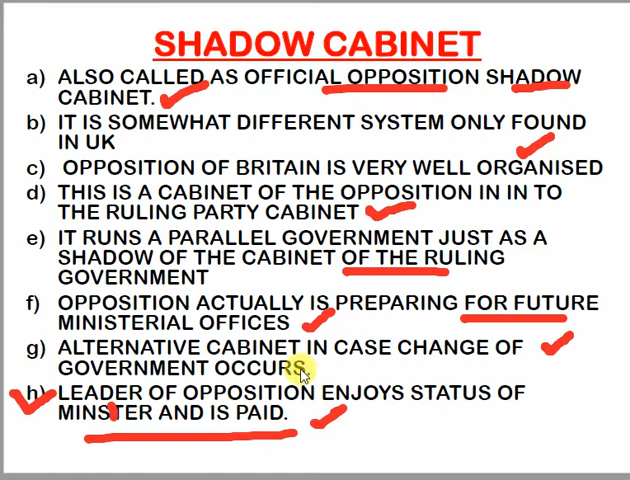 SHADOW CABINET
a) ALSO CALLED AS OFFICIAL OPPOSITION SHADOW
CABINET.
b) IT IS SOMEWHAT DIFFERENT SYSTEM ONLY FOUND
IN UK
c) OPPOSITION OF BRITAIN IS VERY WELL ORGANISED
d) THIS IS A CABINET OF THE OPPOSITION IN IN TO
THE RULING PARTY CABINET
e) IT RUNS A PARALLEL GOVERNMENT JUST AS A
SHADOW OF THE CABINET OF THE RULING
GOVERNMENT
f) OPPOSITION ACTUALLY IS PREPARING FOR FUTURE
MINISTERIAL OFFICES
g) ALTERNATIVE CABINET IN CASE CHANGE OF
GOVERNMENT OCCURS.
h) LEADER OF OPPOSITION ENJOYS STATUS OF
MINSTER AND IS PAID.